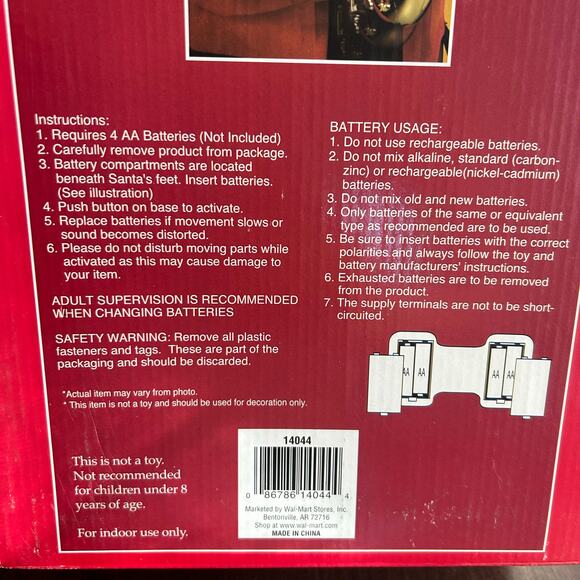 Instructions:
1. Requires 4 AA Batteries (Not Included)
2. Carefully remove product from package.
3. Battery compartments are located
beneath Santa's feet. Insert batteries.
(See illustration)
4. Push button on base to activate.
5. Replace batteries if movement slows or
sound becomes distorted.
6. Please do not disturb moving parts while
activated as this may cause damage to
your item.
ADULT SUPERVISION IS RECOMMENDED
WHEN CHANGING BATTERIES
SAFETY WARNING: Remove all plastic
fasteners and tags. These are part of the
packaging and should be discarded.
*Actual item may vary from photo.
* This item is not a toy and should be used for decoration only.
BATTERY USAGE:
1. Do not use rechargeable batteries.
2. Do not mix alkaline, standard (carbon-
zinc) or rechargeable(nickel-cadmium)
batteries.
3. Do not mix old and new batteries.
4. Only batteries of the same or equivalent
type as recommended are to be used.
5. Be sure to insert batteries with the correct
polarities and always follow the toy and
battery manufacturers' instructions.
6. Exhausted batteries are to be removed
from the product.
7. The supply terminals are not to be short-
circuited.
AA AA AA AA
This is not a toy.
Not recommended
for children under 8
years of age.
For indoor use only.
14044
0 86786 14044 4
Marketed by Wal-Mart Stores, Inc.
Bentonville, AR 72716
Shop at www.wal-mart.com
MADE IN CHINA